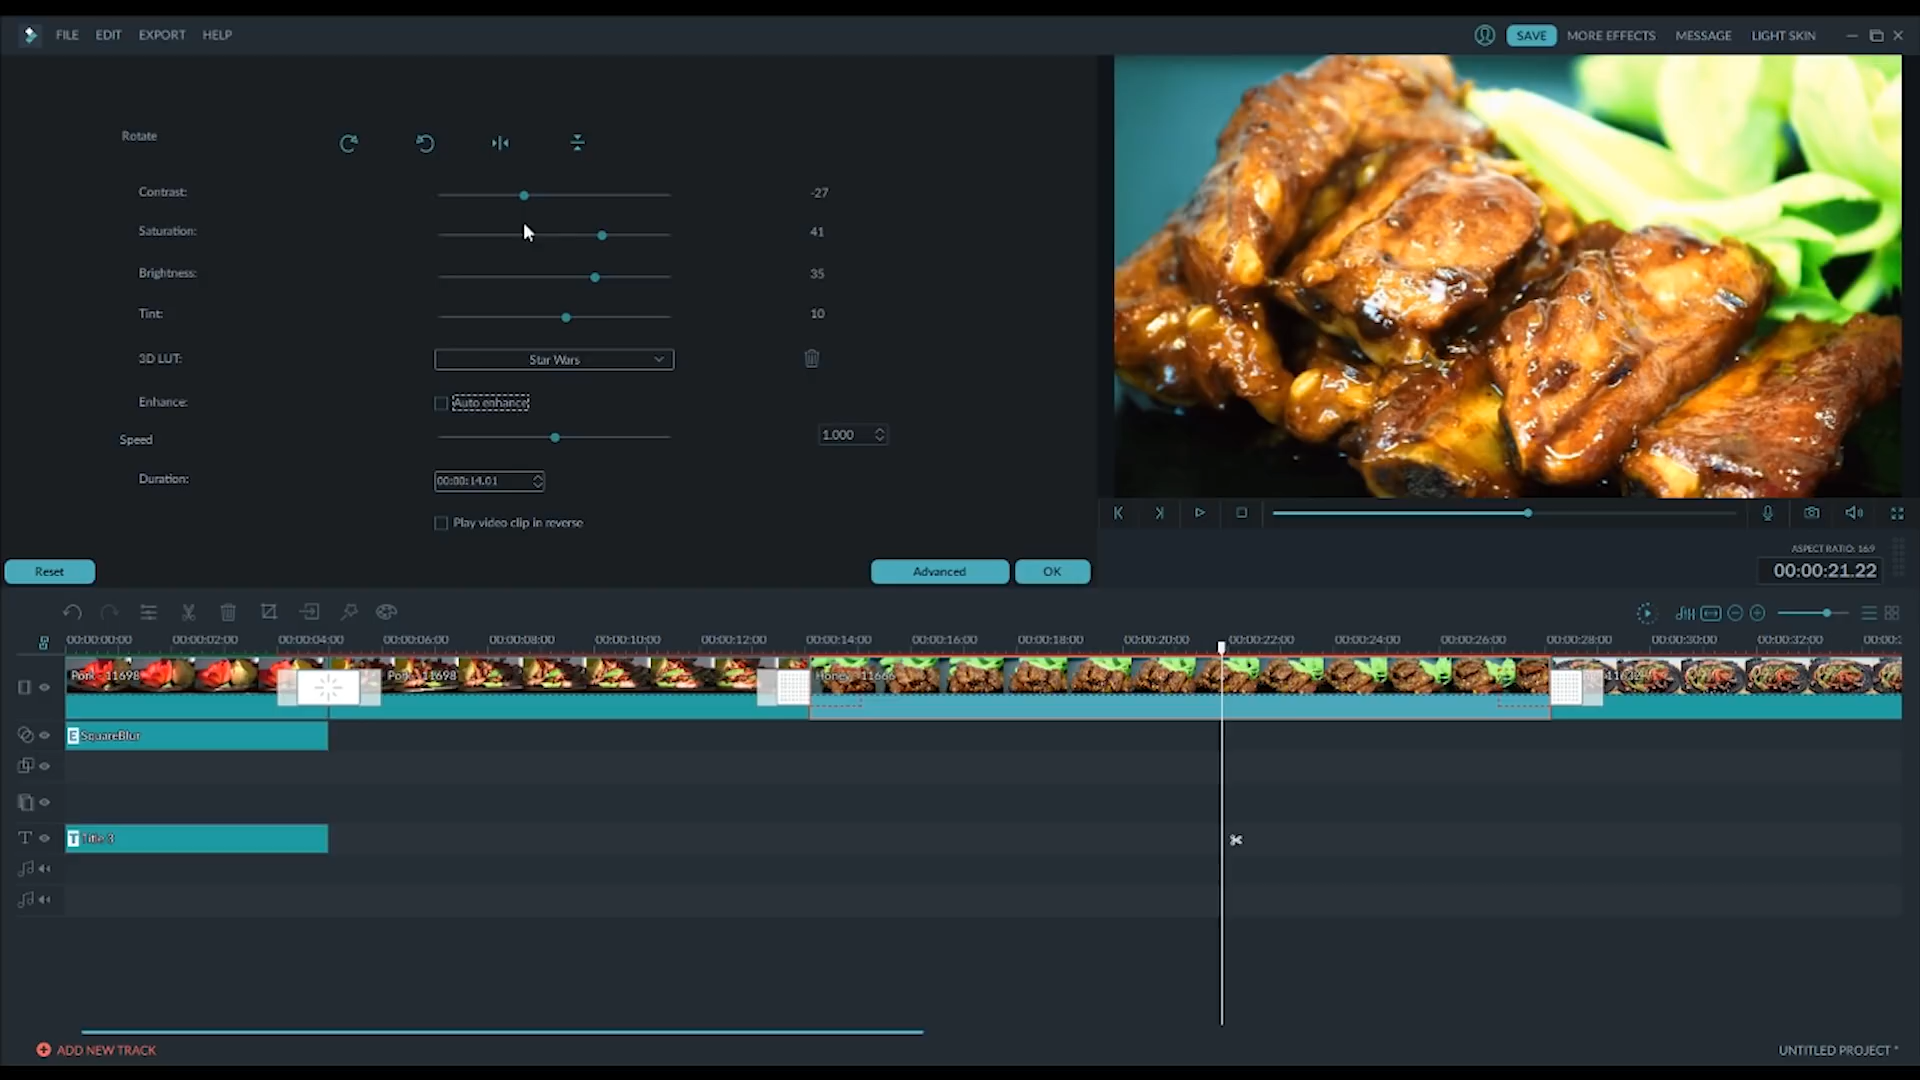 FILE EDIT EXPORT HELP SAVE MORE EFFECTS MESSAGE LIGHT SKIN
Rotate
Contrast: -27
Saturation: 41
Brightness: 35
Tint: 10
3D LUT: Star Wars
Enhance: Auto enhance
Speed 1.000
Duration: 00:00:14.01
Play video clip in reverse
ASPECT RATIO: 16:9
00:00:21.22
Reset Advanced OK
00:00:00:00 00:00:02:00 00:00:04:00 00:00:06:00 00:00:08:00 00:00:10:00 00:00:12:00 00:00:14:00 00:00:16:00 00:00:18:00 00:00:20:00 00:00:22:00 00:00:24:00 00:00:26:00 00:00:28:00 00:00:30:00 00:00:32:00
Pork - 11698 Pork - 11698 Honey - 11666
E SquareBlur
T Title 3
ADD NEW TRACK UNTITLED PROJECT *